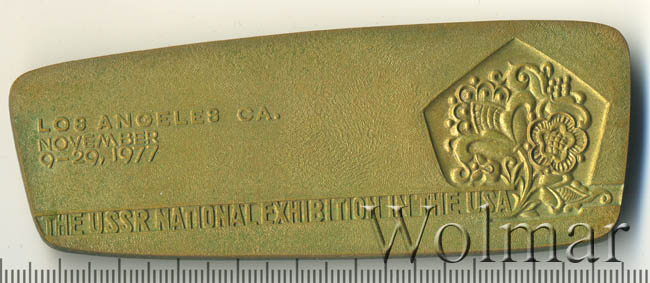 LOS ANGELES CA.
NOVEMBER
9-29, 1977
THE USSR NATIONAL EXHIBITION IN THE USA
Wolmar